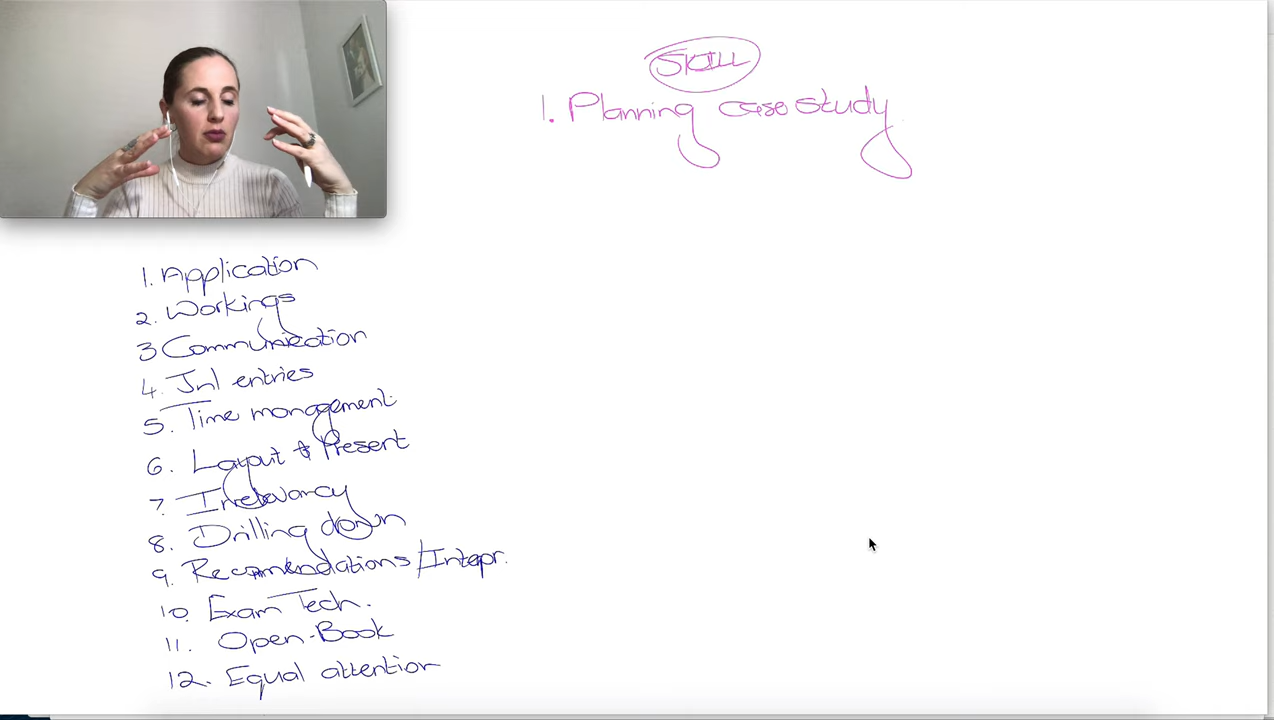 SKILL
1. Planning case study
1. Application
2. Workings
3 Communication
4. Jnl entries
5. Time management
6. Layout & Present
7. Irrelevancy
8. Drilling down
9. Recommendations/Interpr.
10. Exam Tech.
11. Open-Book
12. Equal attention